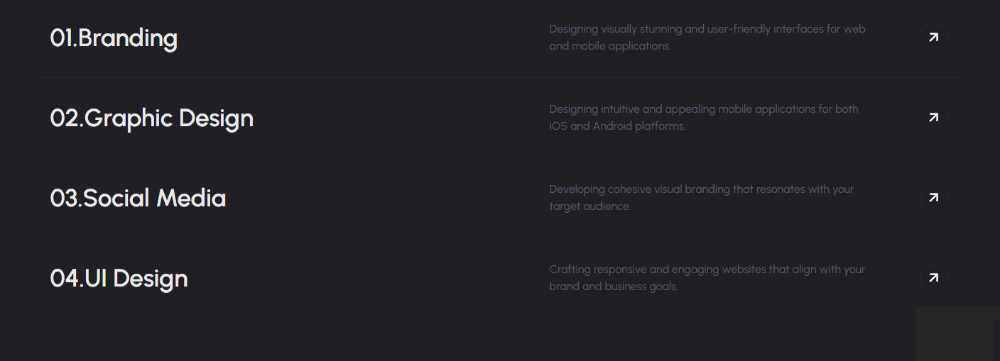 01.Branding
Designing visually stunning and user-friendly interfaces for web
and mobile applications.
02.Graphic Design
Designing intuitive and appealing mobile applications for both
iOS and Android platforms.
03.Social Media
Developing cohesive visual branding that resonates with your
target audience.
04.UI Design
Crafting responsive and engaging websites that align with your
brand and business goals.